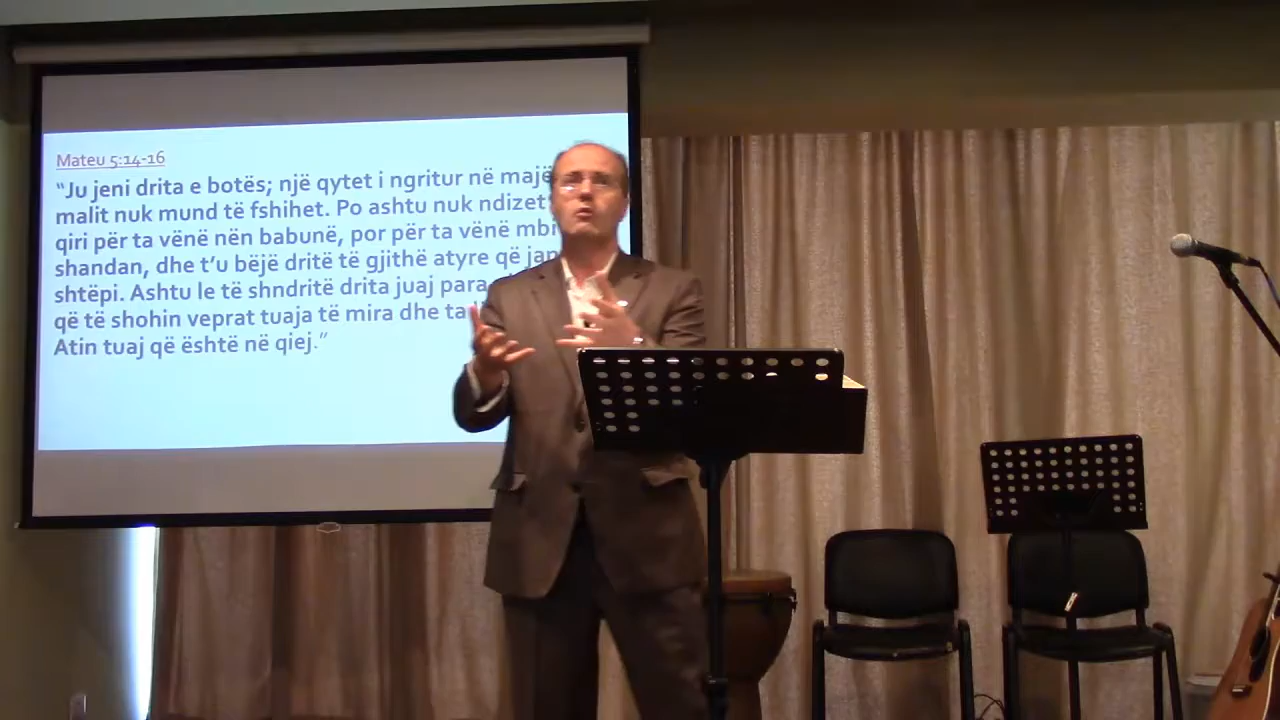 Mateu 5:14-16
“Ju jeni drita e botës; një qytet i ngritur në majë
malit nuk mund të fshihet. Po ashtu nuk ndizet
qiri për ta vënë nën babunë, por për ta vënë mbi
shandan, dhe t’u bëjë dritë të gjithë atyre që
shtëpi. Ashtu le të shndritë drita juaj para
që të shohin veprat tuaja të mira dhe
Atin tuaj që është në qiej.”